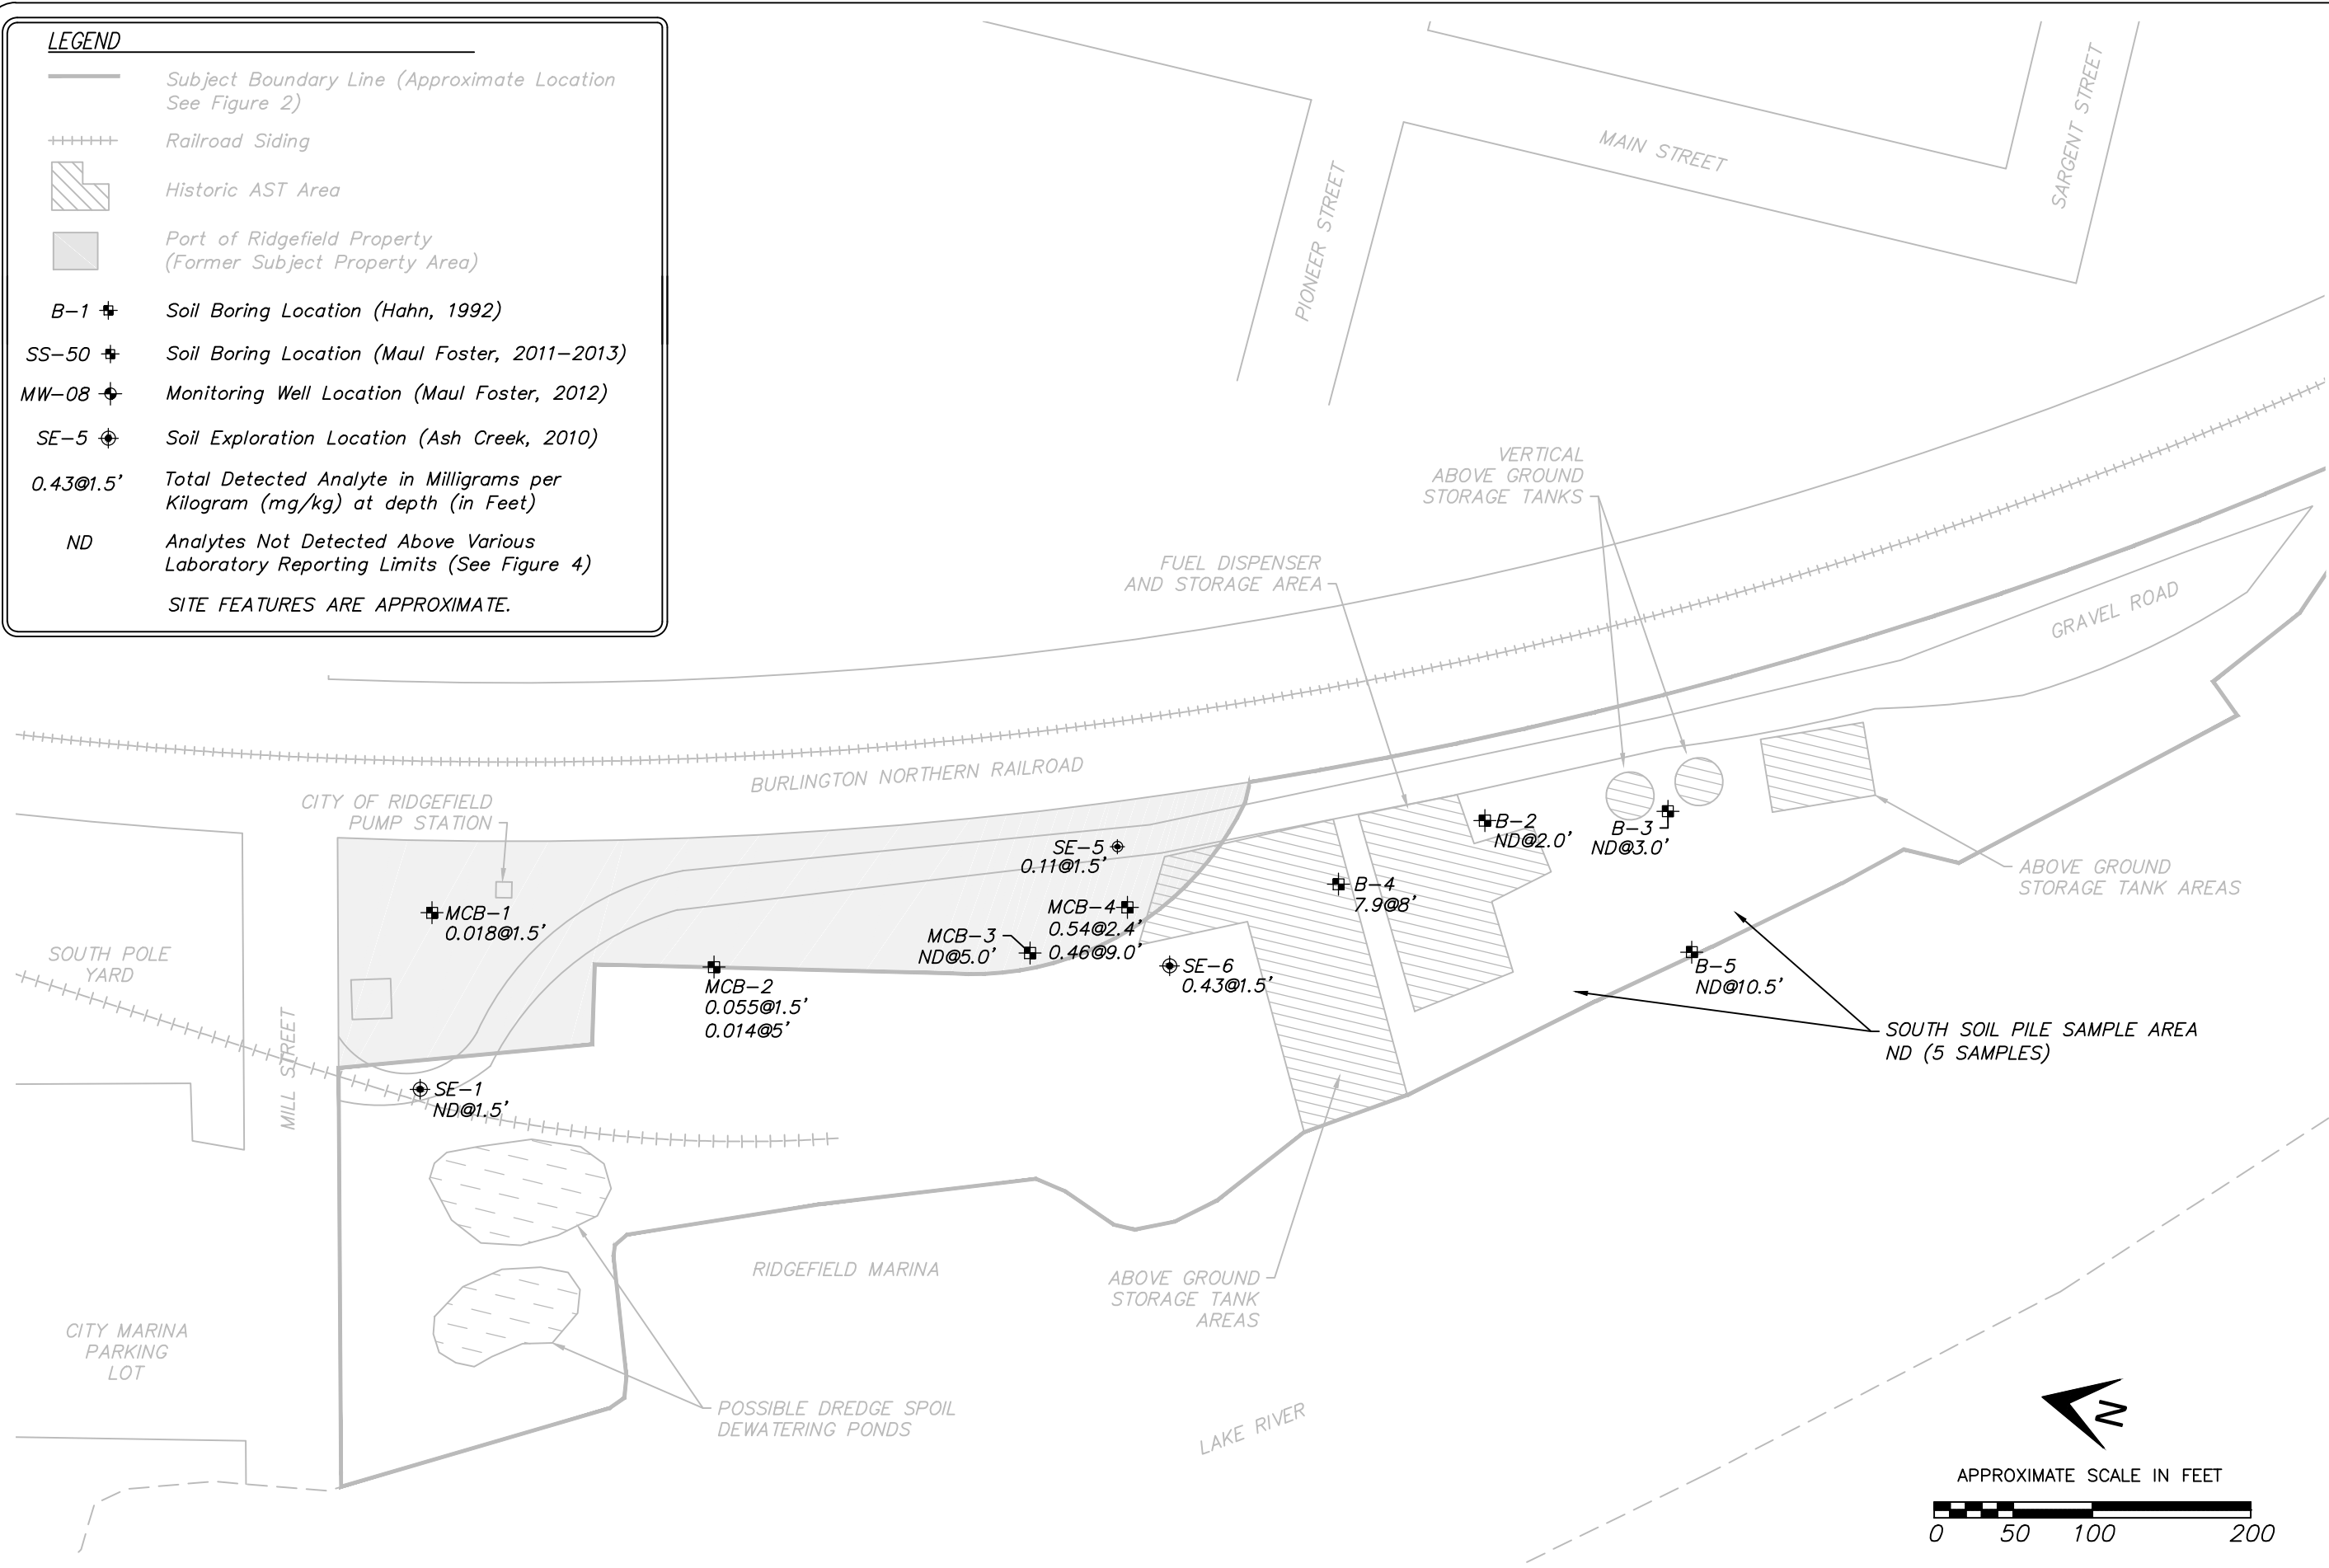 LEGEND
Subject Boundary Line (Approximate Location
See Figure 2)
Railroad Siding
Historic AST Area
Port of Ridgefield Property
(Former Subject Property Area)
B-1 Soil Boring Location (Hahn, 1992)
SS-50 Soil Boring Location (Maul Foster, 2011-2013)
MW-08 Monitoring Well Location (Maul Foster, 2012)
SE-5 Soil Exploration Location (Ash Creek, 2010)
0.43@1.5' Total Detected Analyte in Milligrams per
Kilogram (mg/kg) at depth (in Feet)
ND Analytes Not Detected Above Various
Laboratory Reporting Limits (See Figure 4)
SITE FEATURES ARE APPROXIMATE.
PIONEER STREET
MAIN STREET
SARGENT STREET
VERTICAL
ABOVE GROUND
STORAGE TANKS
FUEL DISPENSER
AND STORAGE AREA
GRAVEL ROAD
BURLINGTON NORTHERN RAILROAD
CITY OF RIDGEFIELD
PUMP STATION
SE-5
0.11@1.5'
B-2
ND@2.0'
B-3
ND@3.0'
ABOVE GROUND
STORAGE TANK AREAS
B-4
7.9@8'
MCB-1
0.018@1.5'
MCB-4
0.54@2.4'
0.46@9.0'
MCB-3
ND@5.0'
SE-6
0.43@1.5'
B-5
ND@10.5'
SOUTH POLE
YARD
MCB-2
0.055@1.5'
0.014@5'
SOUTH SOIL PILE SAMPLE AREA
ND (5 SAMPLES)
MILL STREET
SE-1
ND@1.5'
RIDGEFIELD MARINA
ABOVE GROUND
STORAGE TANK
AREAS
CITY MARINA
PARKING
LOT
POSSIBLE DREDGE SPOIL
DEWATERING PONDS
LAKE RIVER
N
APPROXIMATE SCALE IN FEET
0 50 100 200